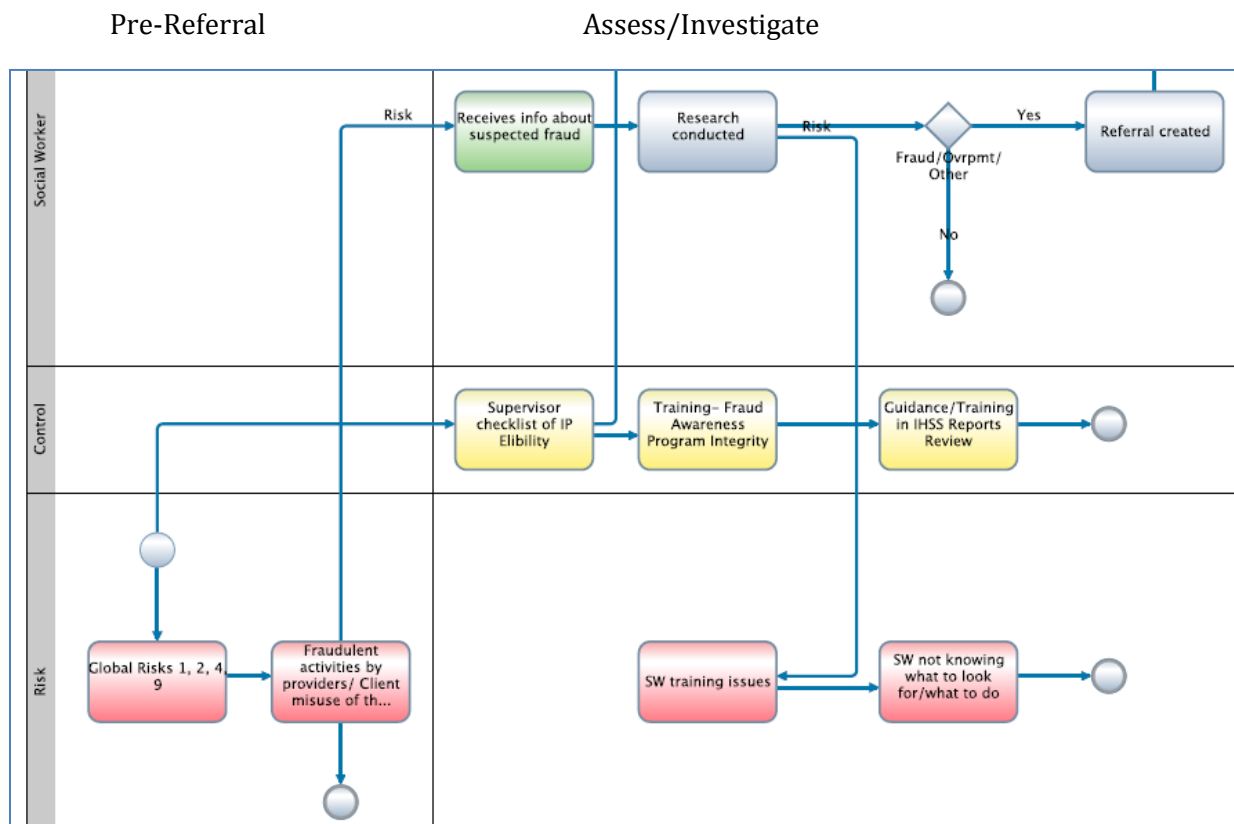 Pre-Referral
Assess/Investigate
Social Worker
Risk
Receives info about
suspected fraud
Research
conducted
Risk
Fraud/Ovrpmt/
Other
Yes
No
Referral created
Control
Supervisor
checklist of IP
Elibility
Training- Fraud
Awareness
Program Integrity
Guidance/Training
in IHSS Reports
Review
Risk
Global Risks 1, 2, 4,
9
Fraudulent
activities by
providers/ Client
misuse of th...
SW training issues
SW not knowing
what to look
for/what to do